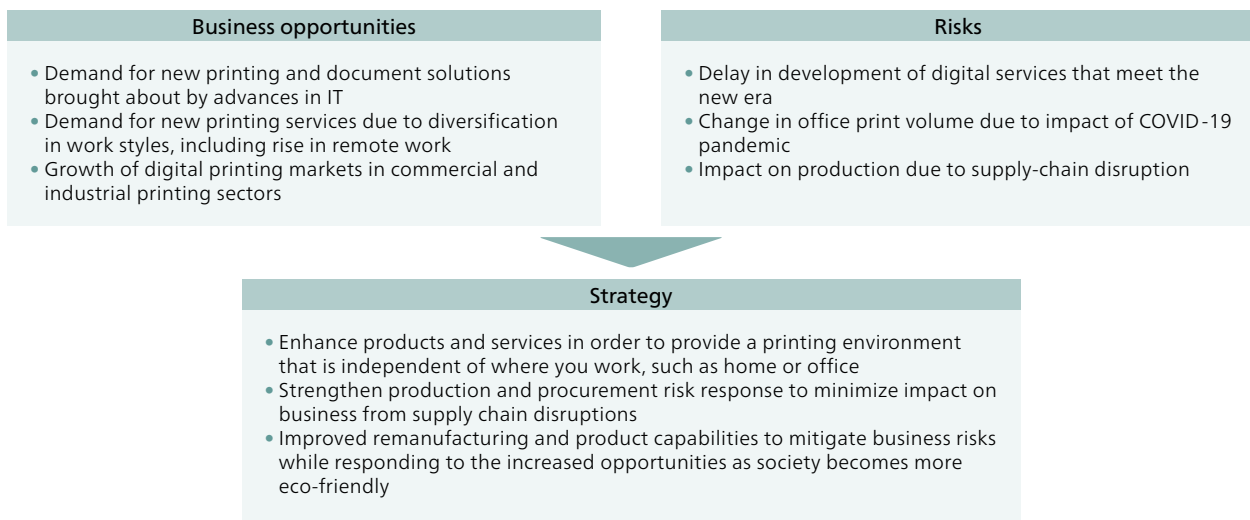 Business opportunities
• Demand for new printing and document solutions
brought about by advances in IT
• Demand for new printing services due to diversification
in work styles, including rise in remote work
• Growth of digital printing markets in commercial and
industrial printing sectors
Risks
• Delay in development of digital services that meet the
new era
• Change in office print volume due to impact of COVID-19
pandemic
• Impact on production due to supply-chain disruption
Strategy
• Enhance products and services in order to provide a printing environment
that is independent of where you work, such as home or office
• Strengthen production and procurement risk response to minimize impact on
business from supply chain disruptions
• Improved remanufacturing and product capabilities to mitigate business risks
while responding to the increased opportunities as society becomes more
eco-friendly